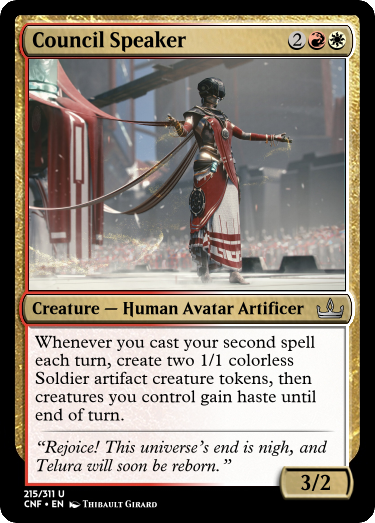 Council Speaker 2
Creature — Human Avatar Artificer
Whenever you cast your second spell
each turn, create two 1/1 colorless
Soldier artifact creature tokens, then
creatures you control gain haste until
end of turn.
“Rejoice! This universe’s end is nigh, and
Telura will soon be reborn.”
3/2
215/311 U
CNF • EN Thibault Girard